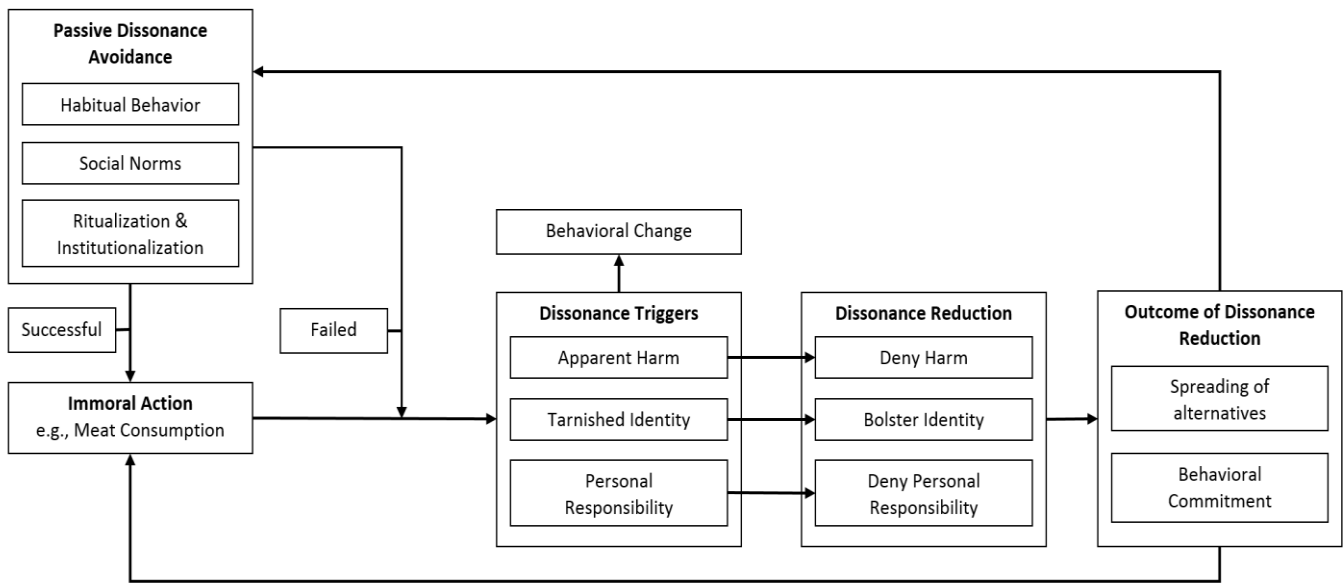 Passive Dissonance
Avoidance
Habitual Behavior
Social Norms
Ritualization &
Institutionalization
Successful
Failed
Immoral Action
e.g., Meat Consumption
Behavioral Change
Dissonance Triggers
Apparent Harm
Tarnished Identity
Personal
Responsibility
Dissonance Reduction
Deny Harm
Bolster Identity
Deny Personal
Responsibility
Outcome of Dissonance
Reduction
Spreading of
alternatives
Behavioral
Commitment